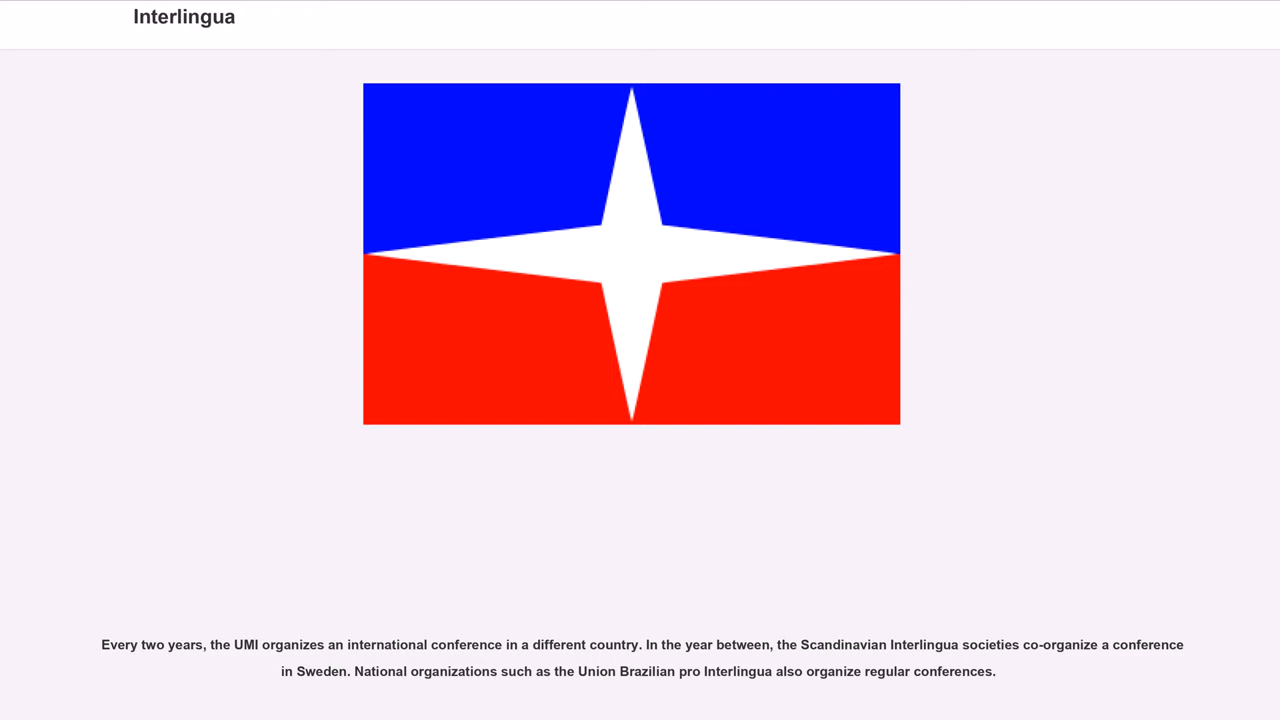 Interlingua
Every two years, the UMI organizes an international conference in a different country. In the year between, the Scandinavian Interlingua societies co-organize a conference
in Sweden. National organizations such as the Union Brazilian pro Interlingua also organize regular conferences.